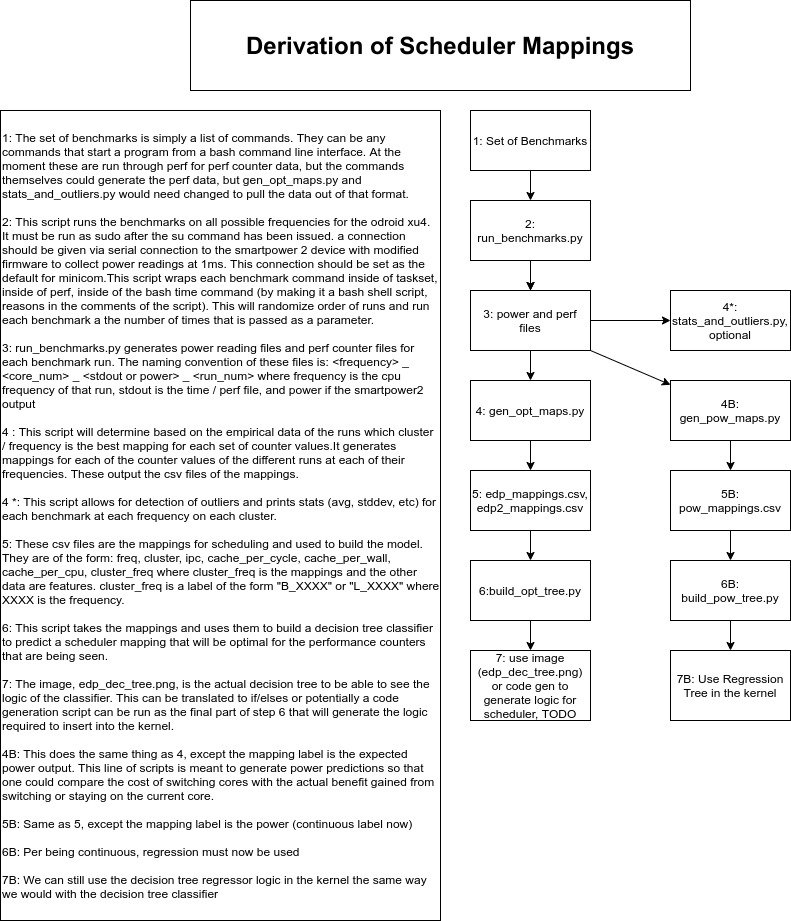 Derivation of Scheduler Mappings
1: The set of benchmarks is simply a list of commands. They can be any
commands that start a program from a bash command line interface. At the
moment these are run through perf for perf counter data, but the commands
themselves could generate the perf data, but gen_opt_maps.py and
stats_and_outliers.py would need changed to pull the data out of that format.
2: This script runs the benchmarks on all possible frequencies for the odroid xu4.
It must be run as sudo after the su command has been issued. a connection
should be given via serial connection to the smartpower 2 device with modified
firmware to collect power readings at 1ms. This connection should be set as the
default for minicom.This script wraps each benchmark command inside of taskset,
inside of perf, inside of the bash time command (by making it a bash shell script,
reasons in the comments of the script). This will randomize order of runs and run
each benchmark a the number of times that is passed as a parameter.
3: run_benchmarks.py generates power reading files and perf counter files for
each benchmark run. The naming convention of these files is: <frequency> _
<core_num> _ <stdout or power> _ <run_num> where frequency is the cpu
frequency of that run, stdout is the time / perf file, and power if the smartpower2
output
4 : This script will determine based on the empirical data of the runs which cluster
/ frequency is the best mapping for each set of counter values.It generates
mappings for each of the counter values of the different runs at each of their
frequencies. These output the csv files of the mappings.
4 *: This script allows for detection of outliers and prints stats (avg, stddev, etc) for
each benchmark at each frequency on each cluster.
5: These csv files are the mappings for scheduling and used to build the model.
They are of the form: freq, cluster, ipc, cache_per_cycle, cache_per_wall,
cache_per_cpu, cluster_freq where cluster_freq is the mappings and the other
data are features. cluster_freq is a label of the form "B_XXXX" or "L_XXXX" where
XXXX is the frequency.
6: This script takes the mappings and uses them to build a decision tree classifier
to predict a scheduler mapping that will be optimal for the performance counters
that are being seen.
7: The image, edp_dec_tree.png, is the actual decision tree to be able to see the
logic of the classifier. This can be translated to if/elses or potentially a code
generation script can be run as the final part of step 6 that will generate the logic
required to insert into the kernel.
4B: This does the same thing as 4, except the mapping label is the expected
power output. This line of scripts is meant to generate power predictions so that
one could compare the cost of switching cores with the actual benefit gained from
switching or staying on the current core.
5B: Same as 5, except the mapping label is the power (continuous label now)
6B: Per being continuous, regression must now be used
7B: We can still use the decision tree regressor logic in the kernel the same way
we would with the decision tree classifier
1: Set of Benchmarks
2:
run_benchmarks.py
3: power and perf
files
4*:
stats_and_outliers.py,
optional
4: gen_opt_maps.py
4B:
gen_pow_maps.py
5: edp_mappings.csv,
edp2_mappings.csv
5B:
pow_mappings.csv
6:build_opt_tree.py
6B:
build_pow_tree.py
7: use image
(edp_dec_tree.png)
or code gen to
generate logic for
scheduler, TODO
7B: Use Regression
Tree in the kernel